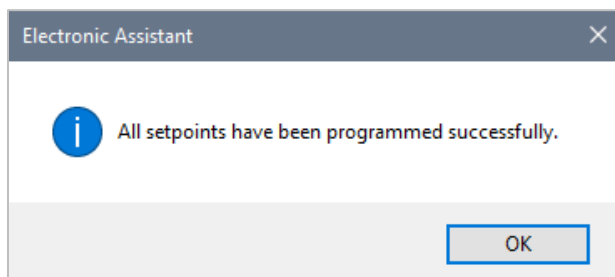 Electronic Assistant
All setpoints have been programmed successfully.
OK